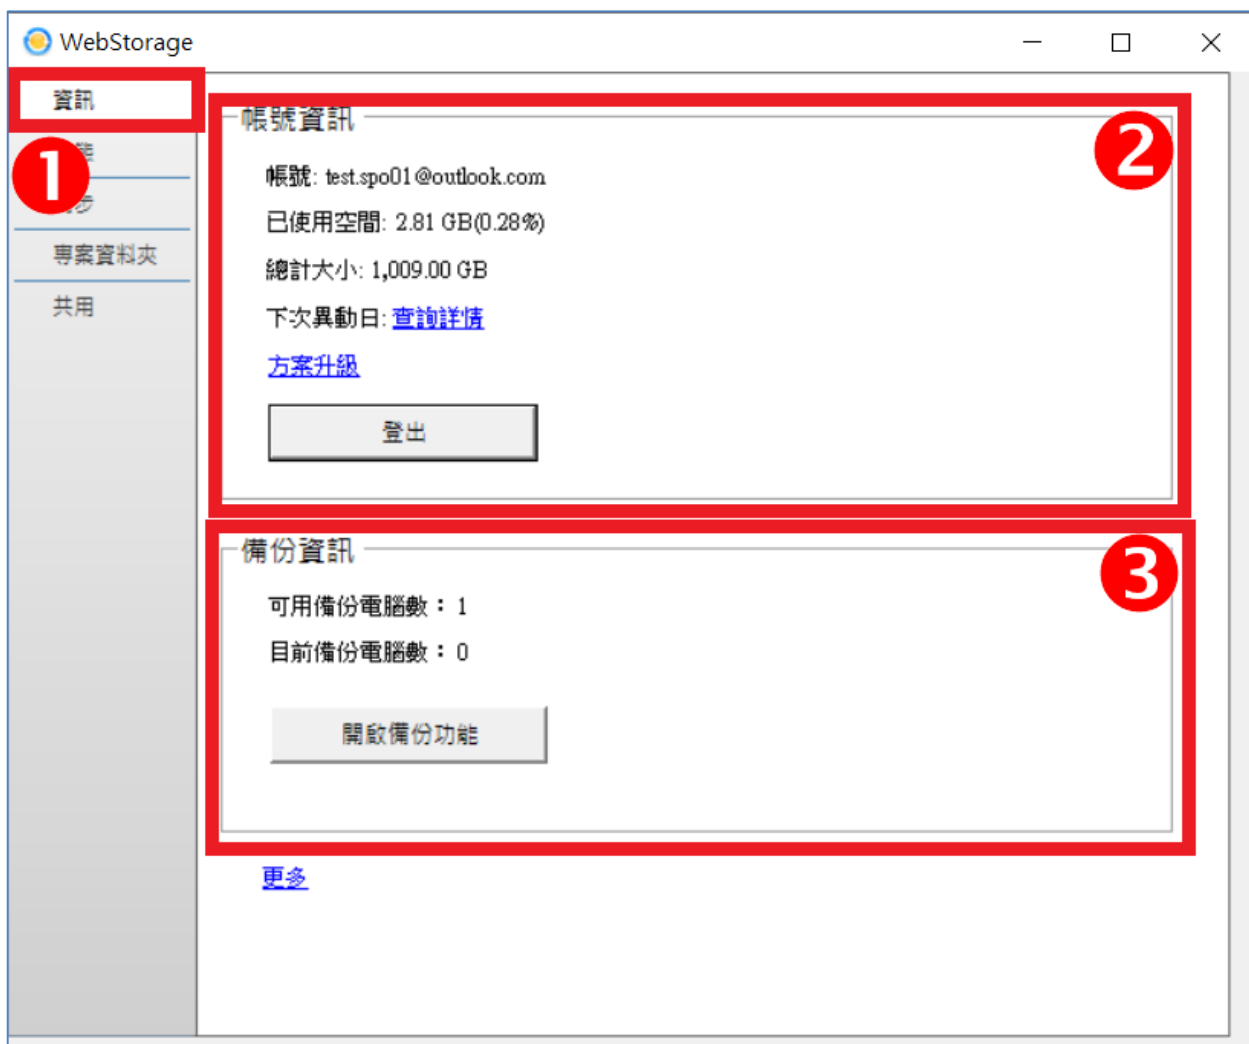 WebStorage
資訊
1
專案資料夾
共用
帳號資訊
2
帳號: test.spo01@outlook.com
已使用空間: 2.81 GB(0.28%)
總計大小: 1,009.00 GB
下次異動日: 查詢詳情
方案升級
登出
備份資訊
3
可用備份電腦數：1
目前備份電腦數：0
開啟備份功能
更多